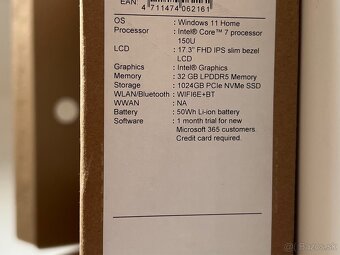 EAN:
4 711474 062161
OS : Windows 11 Home
Processor : Intel® Core™ 7 processor
150U
LCD : 17.3" FHD IPS slim bezel
LCD
Graphics : Intel® Graphics
Memory : 32 GB LPDDR5 Memory
Storage : 1024GB PCIe NVMe SSD
WLAN/Bluetooth : WIFI6E+BT
WWAN : NA
Battery : 50Wh Li-ion battery
Software : 1 month trial for new
Microsoft 365 customers.
Credit card required.
Bazos.sk